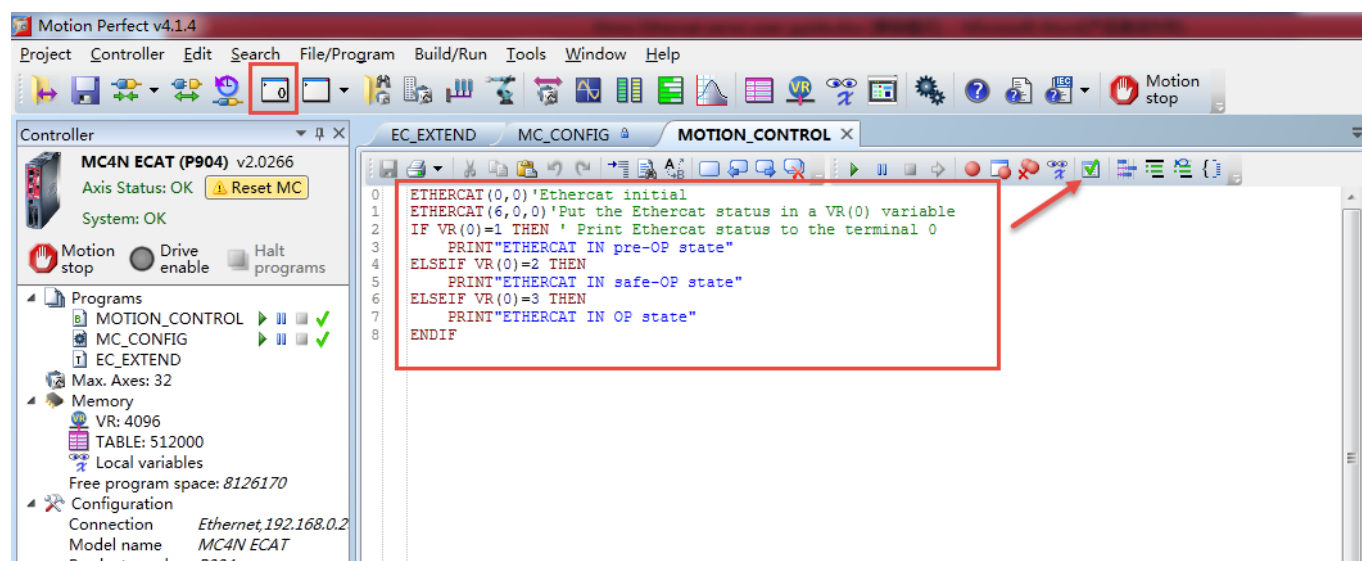 Motion Perfect v4.1.4
Project Controller Edit Search File/Program Build/Run Tools Window Help
0
VR
IEC
Motion stop
Controller
EC_EXTEND MC_CONFIG MOTION_CONTROL
MC4N ECAT (P904) v2.0266
Axis Status: OK Reset MC
System: OK
Motion stop Drive enable Halt programs
Programs
MOTION_CONTROL
MC_CONFIG
EC_EXTEND
Max. Axes: 32
Memory
VR: 4096
TABLE: 512000
Local variables
Free program space: 8126170
Configuration
Connection Ethernet,192.168.0.2
Model name MC4N ECAT
0 ETHERCAT(0,0)'Ethercat initial
1 ETHERCAT(6,0,0)'Put the Ethercat status in a VR(0) variable
2 IF VR(0)=1 THEN ' Print Ethercat status to the terminal 0
3 PRINT"ETHERCAT IN pre-OP state"
4 ELSEIF VR(0)=2 THEN
5 PRINT"ETHERCAT IN safe-OP state"
6 ELSEIF VR(0)=3 THEN
7 PRINT"ETHERCAT IN OP state"
8 ENDIF